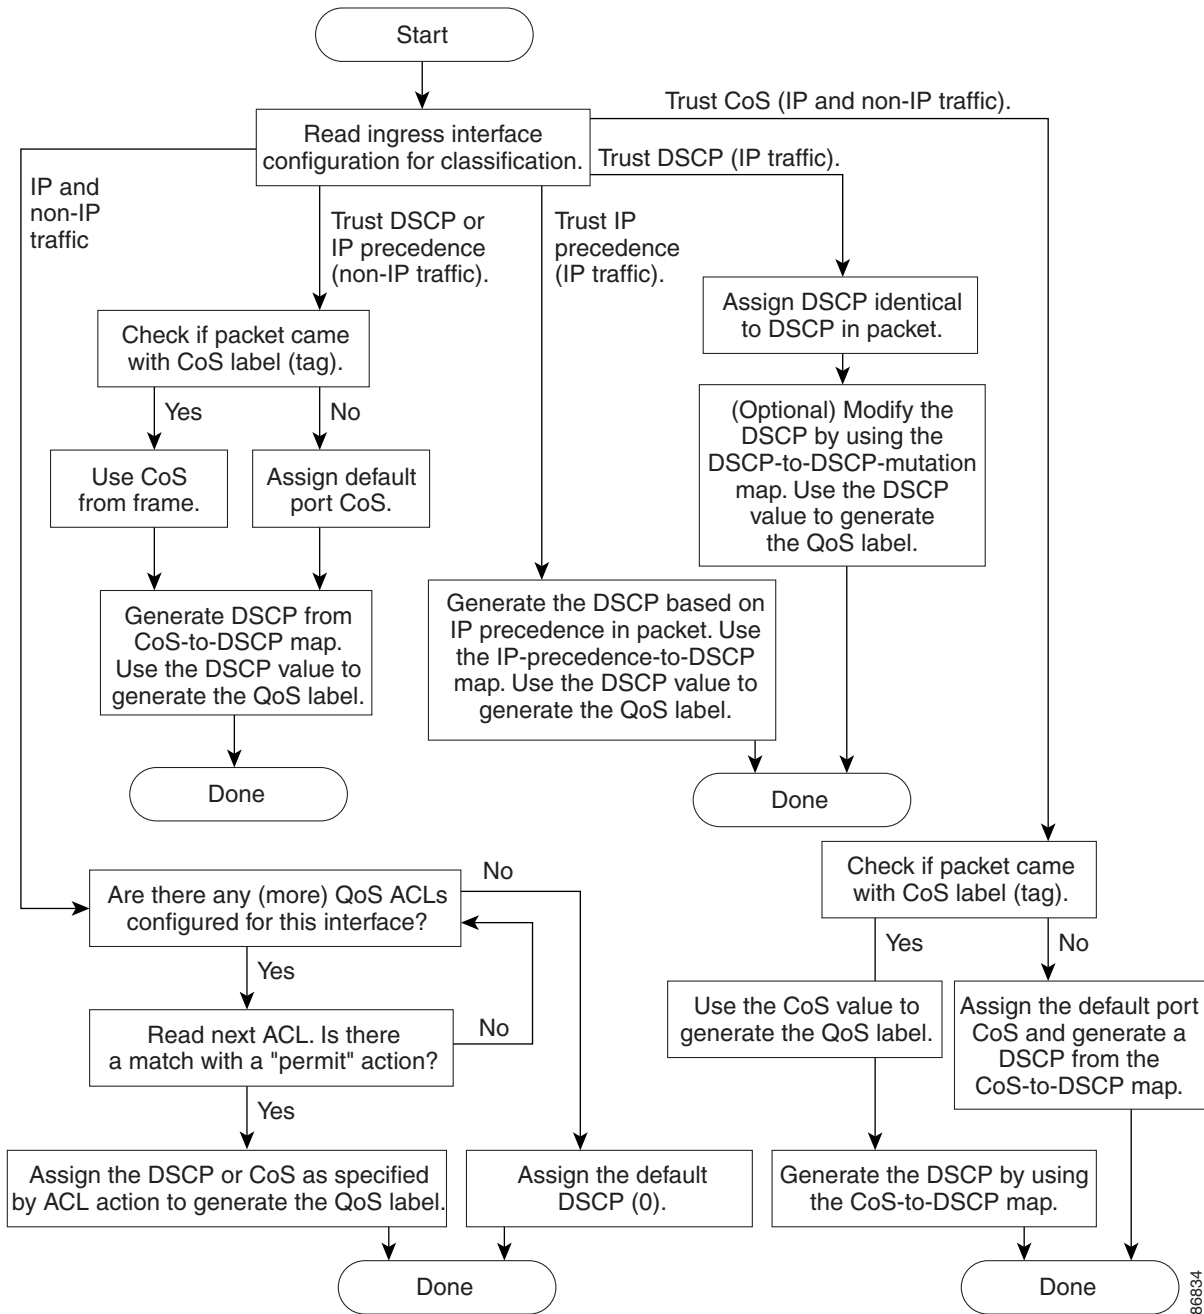 Start
Trust CoS (IP and non-IP traffic).
Read ingress interface
configuration for classification.
Trust DSCP (IP traffic).
IP and
non-IP
traffic
Trust DSCP or
IP precedence
(non-IP traffic).
Trust IP
precedence
(IP traffic).
Assign DSCP identical
to DSCP in packet.
Check if packet came
with CoS label (tag).
Yes
No
(Optional) Modify the
DSCP by using the
DSCP-to-DSCP-mutation
map. Use the DSCP
value to generate
the QoS label.
Use CoS
from frame.
Assign default
port CoS.
Generate DSCP from
CoS-to-DSCP map.
Use the DSCP value to
generate the QoS label.
Generate the DSCP based on
IP precedence in packet. Use
the IP-precedence-to-DSCP
map. Use the DSCP value to
generate the QoS label.
Done
Done
Check if packet came
with CoS label (tag).
Are there any (more) QoS ACLs
configured for this interface?
No
Yes
No
Yes
Read next ACL. Is there
a match with a "permit" action?
No
Use the CoS value to
generate the QoS label.
Assign the default port
CoS and generate a
DSCP from the
CoS-to-DSCP map.
Yes
Assign the DSCP or CoS as specified
by ACL action to generate the QoS label.
Assign the default
DSCP (0).
Generate the DSCP by using
the CoS-to-DSCP map.
Done
Done
86834